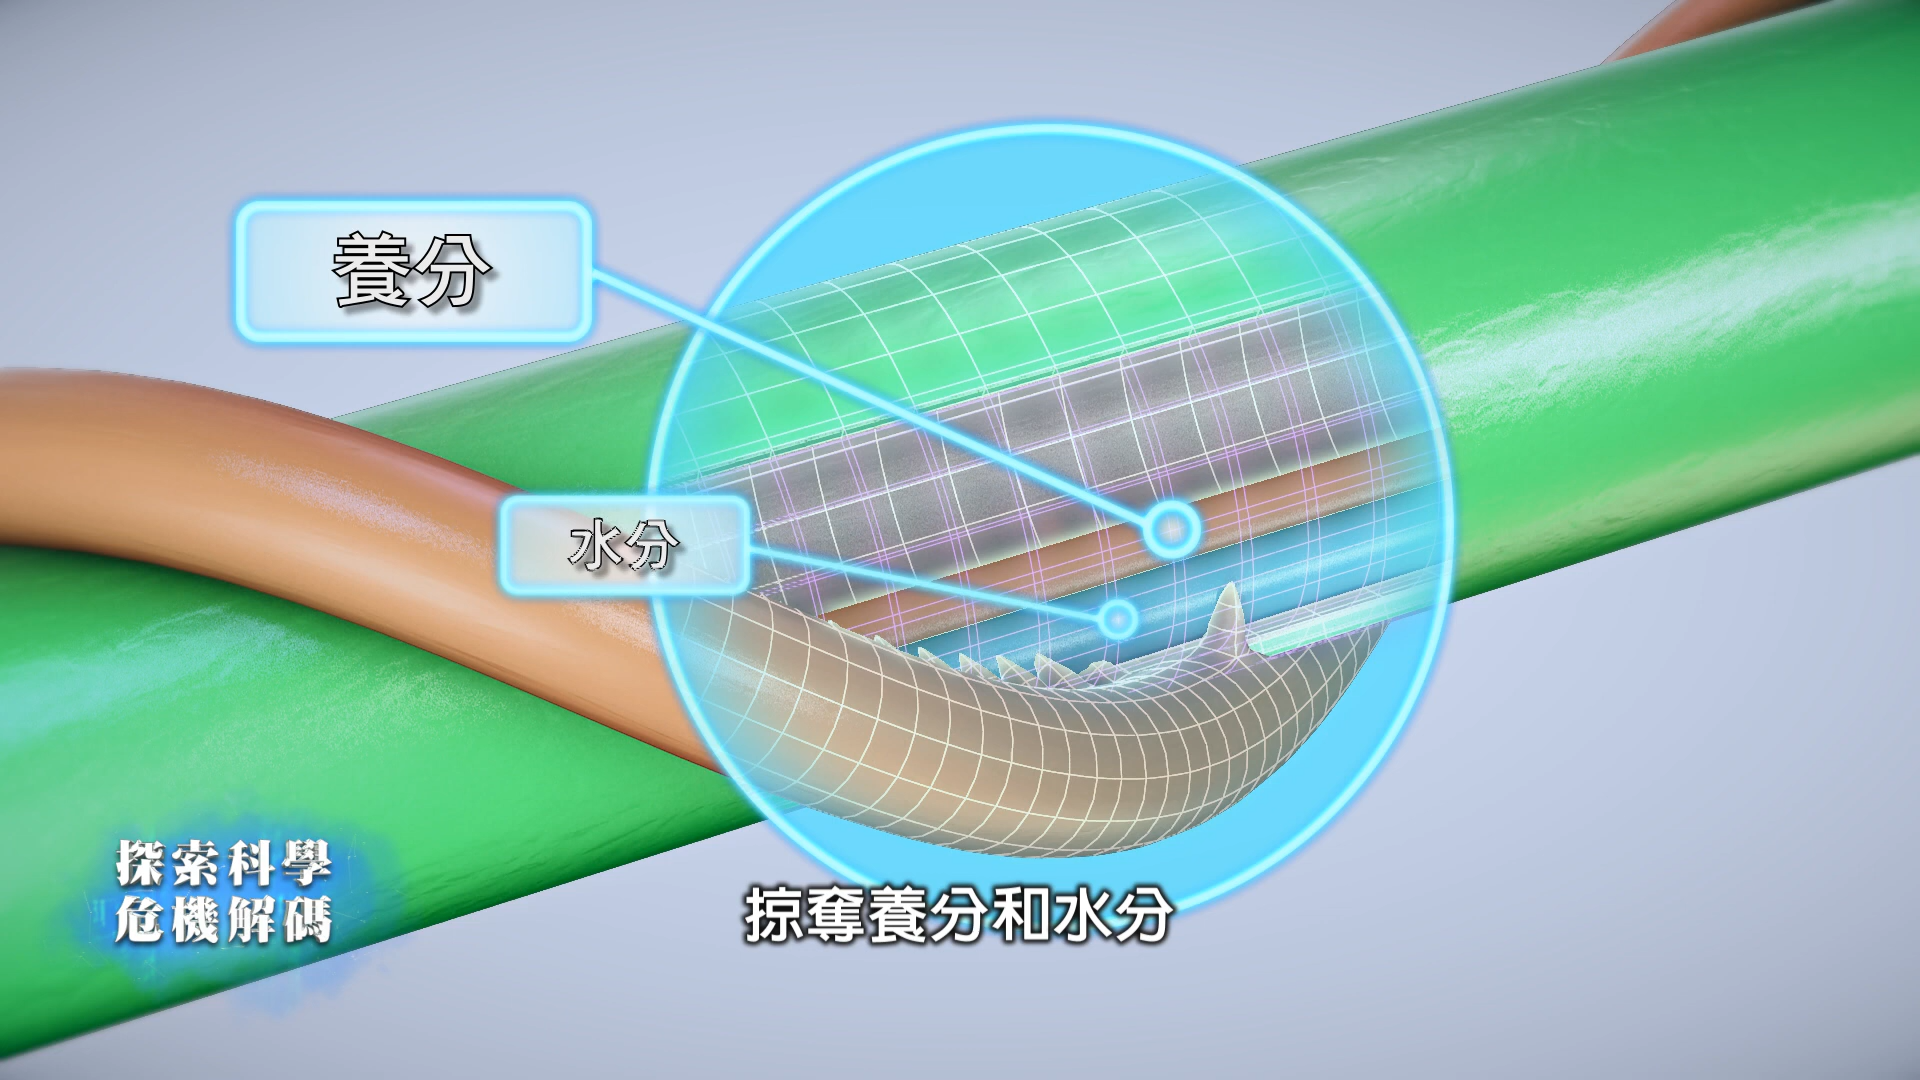 養分
水分
探索科學
危機解碼
掠奪養分和水分